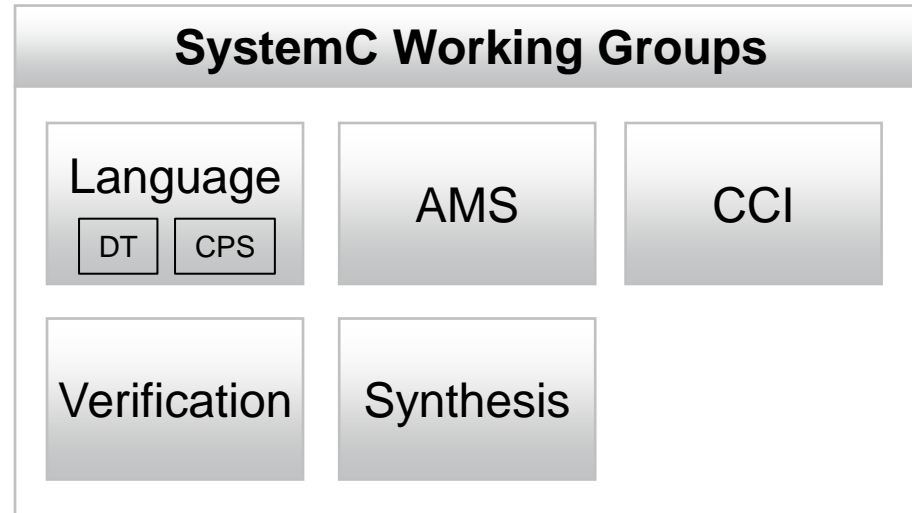 SystemC Working Groups
Language
DT CPS
AMS
CCI
Verification
Synthesis